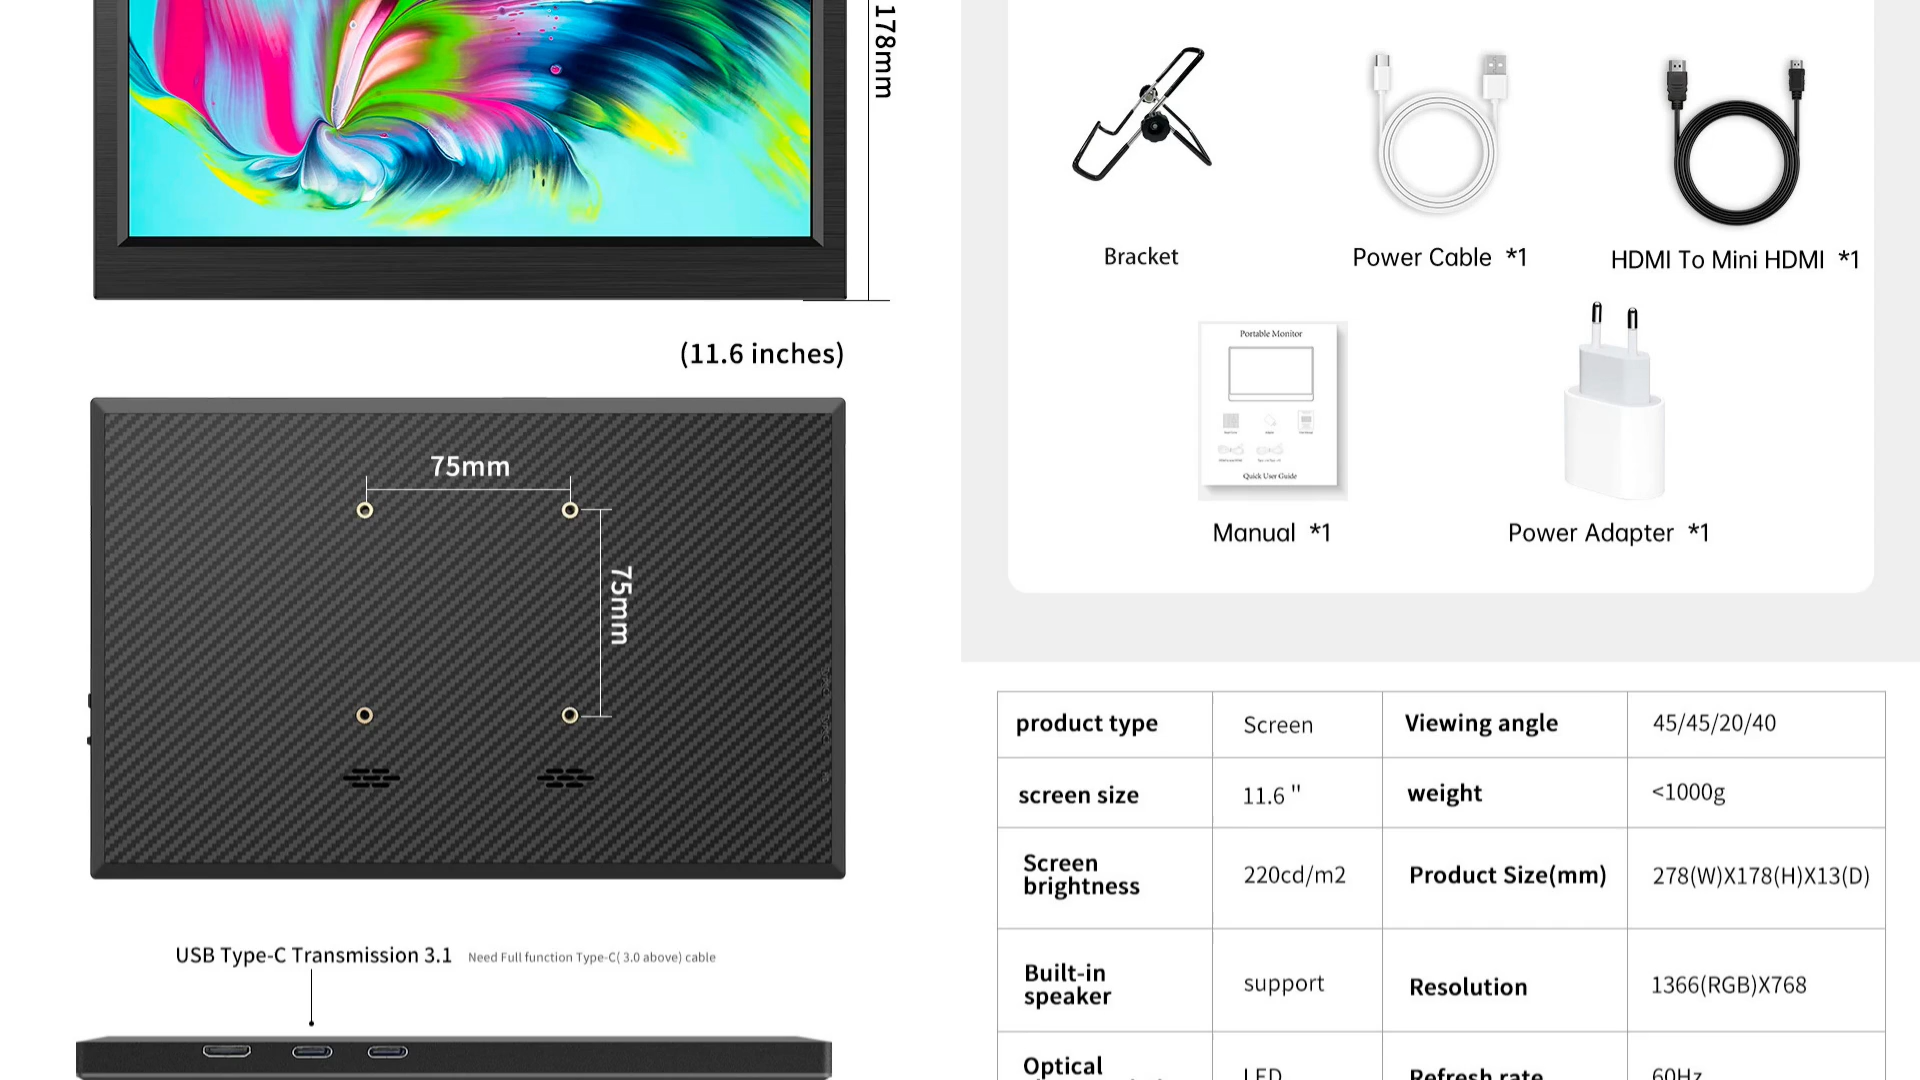 178mm
(11.6 inches)
75mm
75mm
USB Type-C Transmission 3.1 Need Full function Type-C( 3.0 above) cable
Bracket
Power Cable *1
HDMI To Mini HDMI *1
Portable Monitor
Quick User Guide
Manual *1
Power Adapter *1
product type Screen Viewing angle 45/45/20/40
screen size 11.6 " weight <1000g
Screen
brightness 220cd/m2 Product Size(mm) 278(W)X178(H)X13(D)
Built-in
speaker support Resolution 1366(RGB)X768
Optical
LED Refresh rate 60Hz